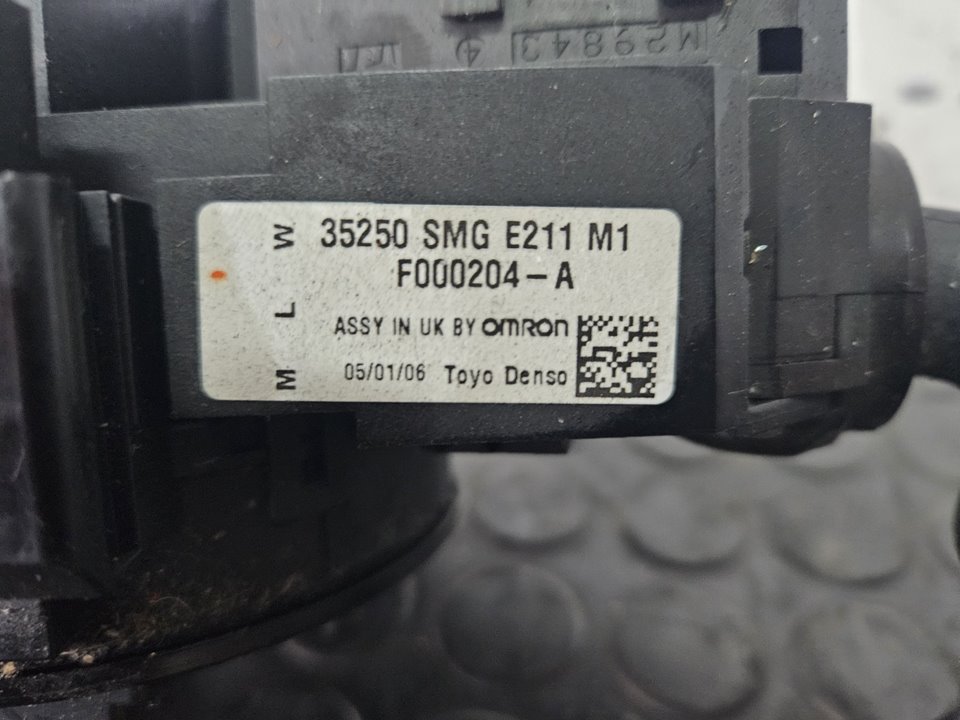 M29843
35250 SMG E211 M1
F000204-A
ASSY IN UK BY OMRON
05/01/06 Toyo Denso
W
L
M